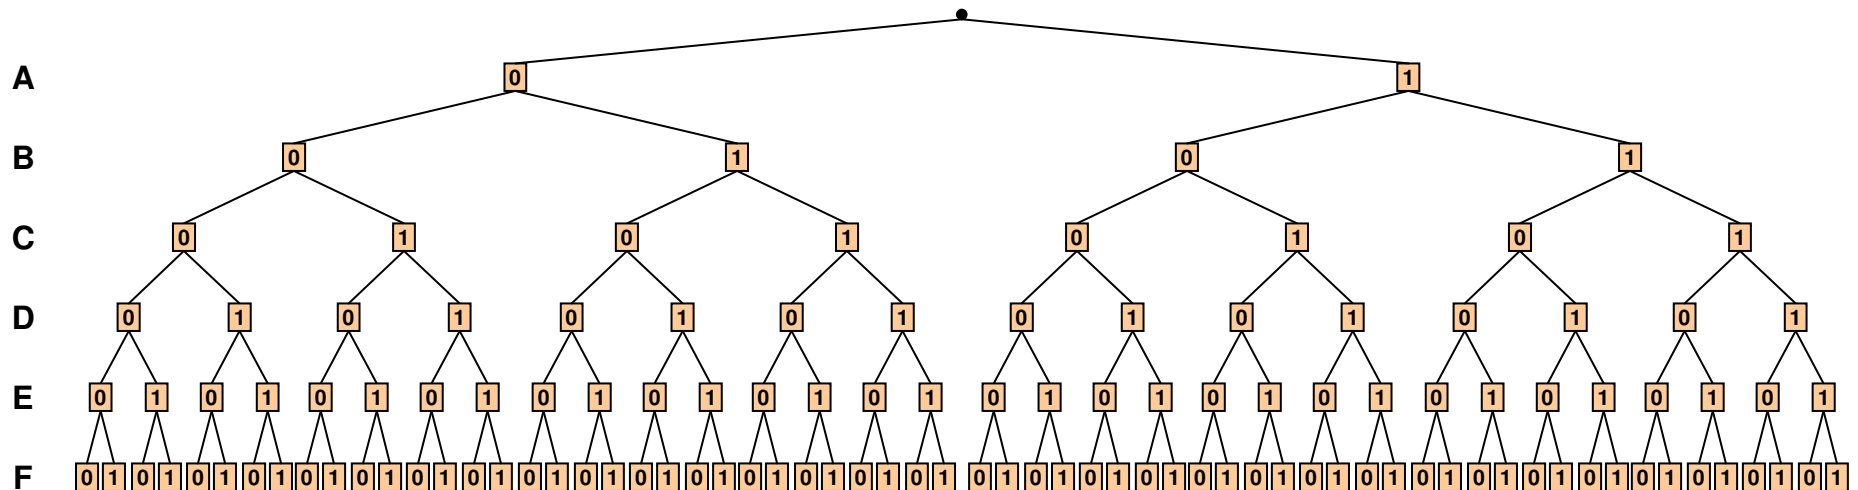 A 0 1
B 0 1 0 1
C 0 1 0 1 0 1 0 1
D 0 1 0 1 0 1 0 1 0 1 0 1 0 1 0 1
E 0 1 0 1 0 1 0 1 0 1 0 1 0 1 0 1 0 1 0 1 0 1 0 1 0 1 0 1 0 1 0 1
F 0 1 0 1 0 1 0 1 0 1 0 1 0 1 0 1 0 1 0 1 0 1 0 1 0 1 0 1 0 1 0 1 0 1 0 1 0 1 0 1 0 1 0 1 0 1 0 1 0 1 0 1 0 1 0 1 0 1 0 1 0 1 0 1